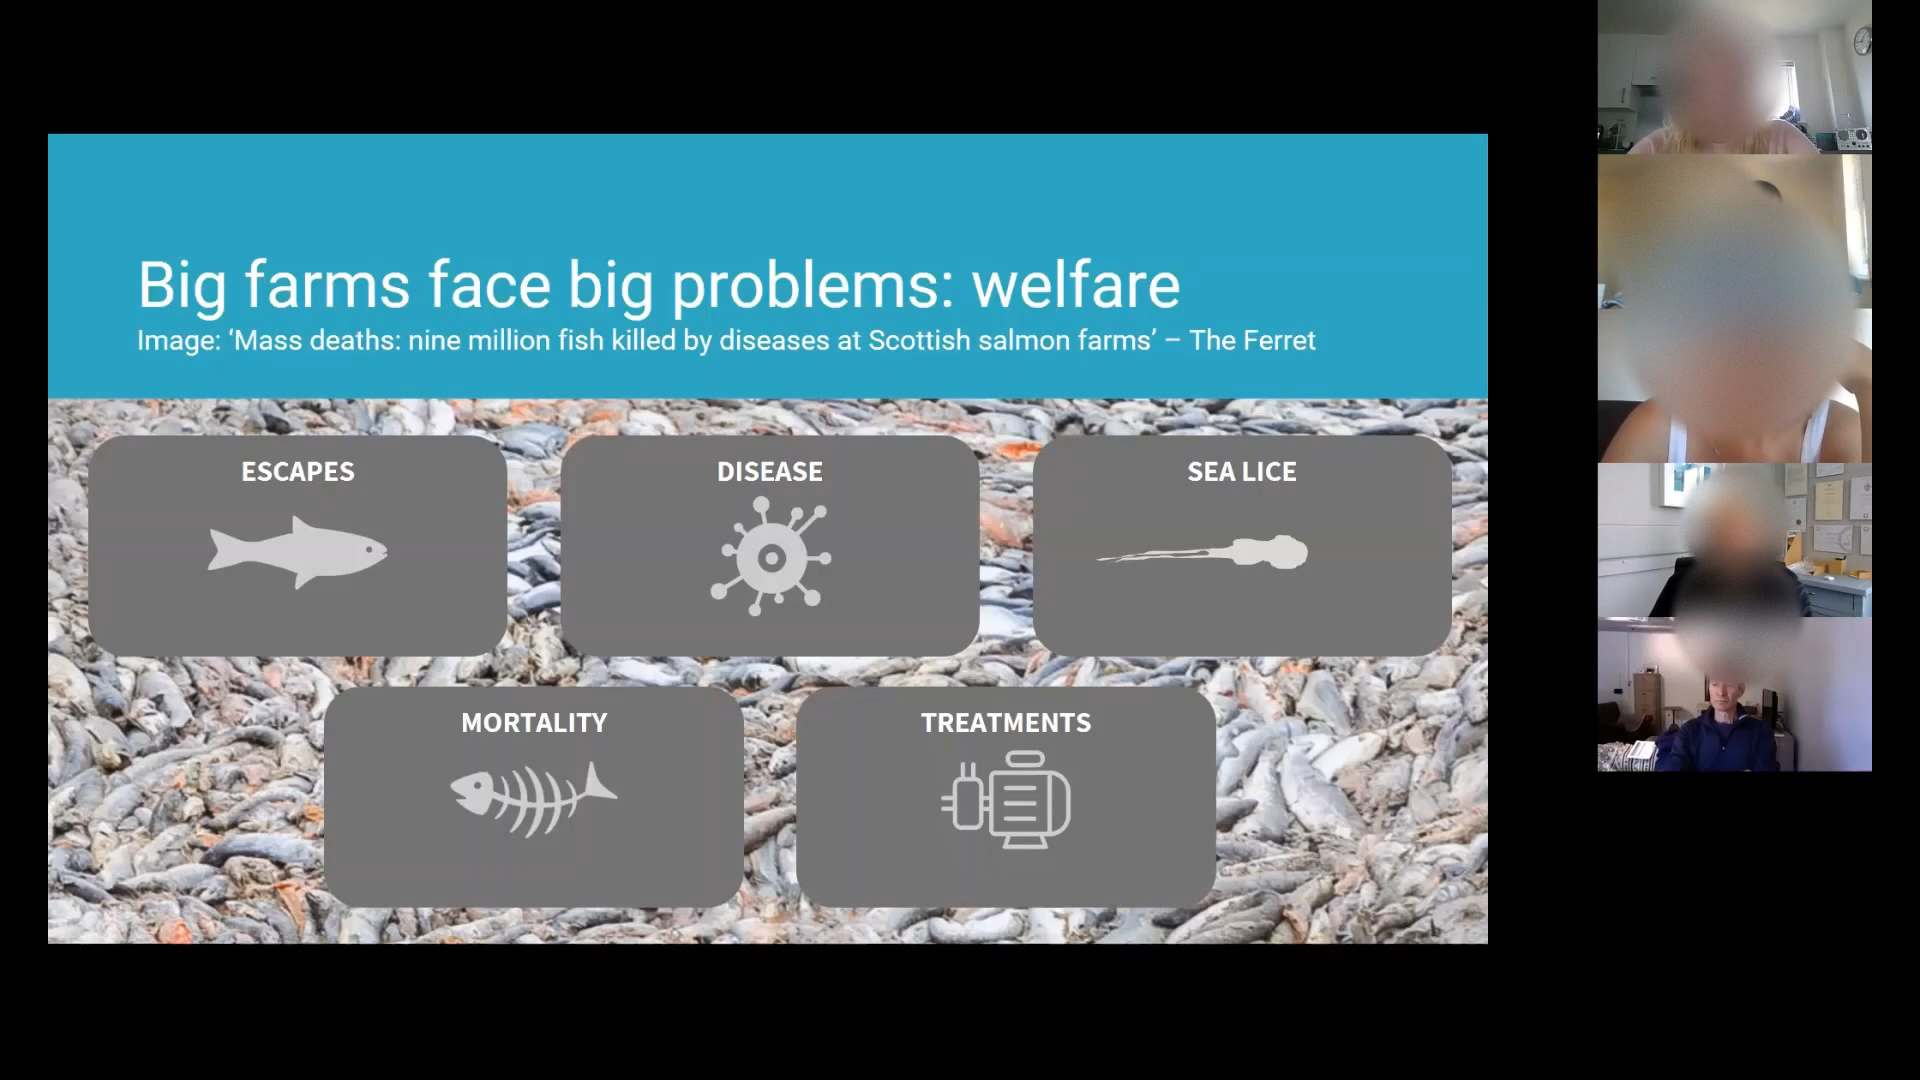 Big farms face big problems: welfare
Image: ‘Mass deaths: nine million fish killed by diseases at Scottish salmon farms’ – The Ferret
ESCAPES
DISEASE
SEA LICE
MORTALITY
TREATMENTS